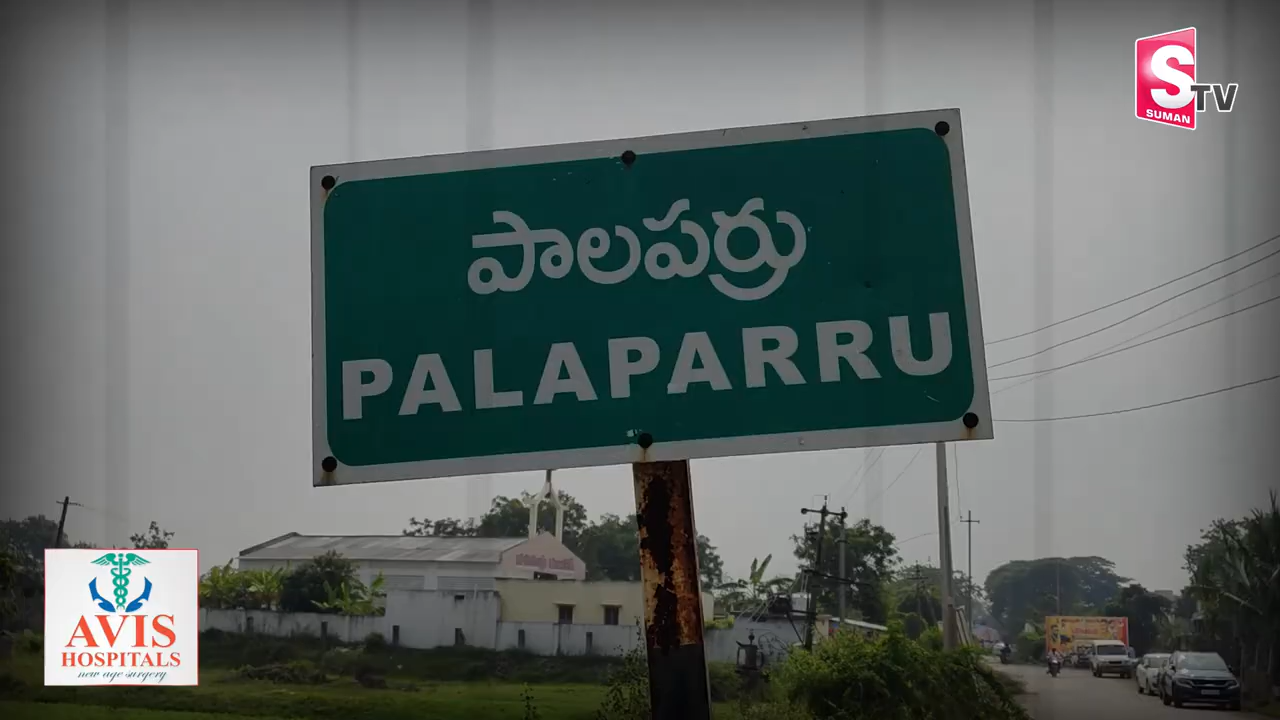 S
TV
SUMAN
పాలపర్రు
PALAPARRU
AVIS
HOSPITALS
new age surgery